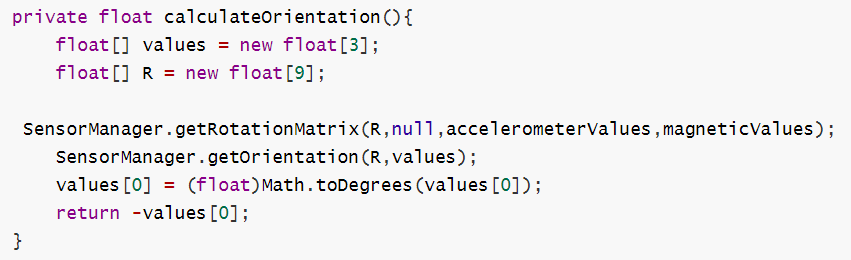 private float calculateOrientation(){
    float[] values = new float[3];
    float[] R = new float[9];

 SensorManager.getRotationMatrix(R,null,accelerometerValues,magneticValues);
    SensorManager.getOrientation(R,values);
    values[0] = (float)Math.toDegrees(values[0]);
    return -values[0];
}